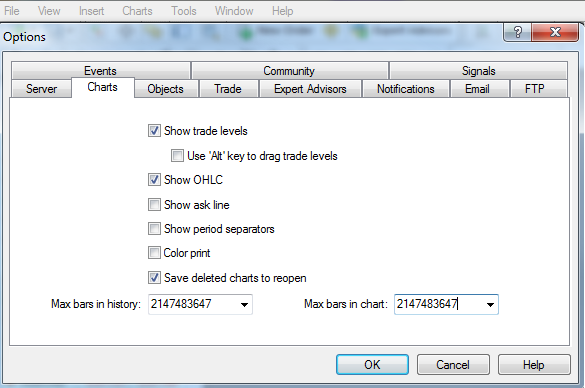 File View Insert Charts Tools Window Help
Options
Events Community Signals
Server Charts Objects Trade Expert Advisors Notifications Email FTP
Show trade levels
Use 'Alt' key to drag trade levels
Show OHLC
Show ask line
Show period separators
Color print
Save deleted charts to reopen
Max bars in history: 2147483647 Max bars in chart: 2147483647
OK Cancel Help